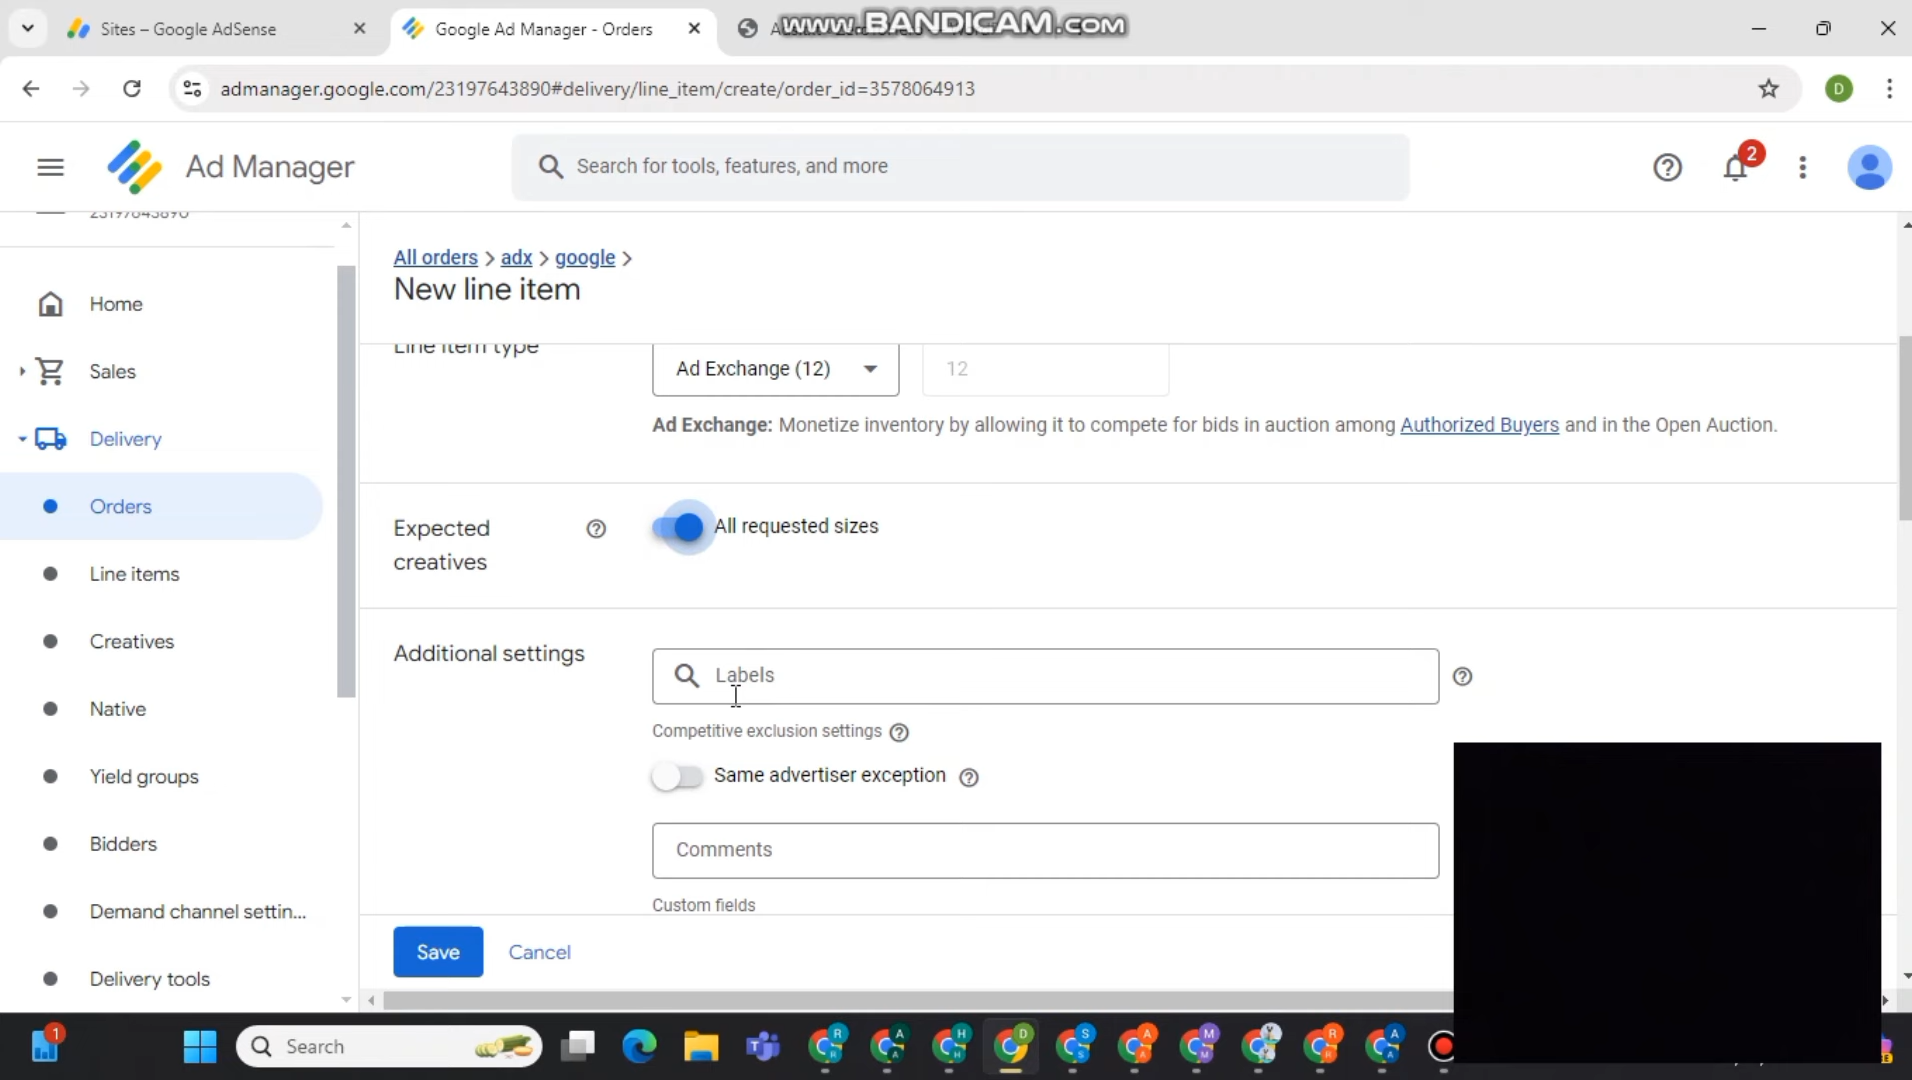 Sites – Google AdSense
Google Ad Manager - Orders
www.BANDICAM.com
admanager.google.com/23197643890#delivery/line_item/create/order_id=3578064913
D
Ad Manager
Search for tools, features, and more
2
23197643890
All orders > adx > google >
New line item
Home
Sales
Delivery
Orders
Line items
Creatives
Native
Yield groups
Bidders
Demand channel settin...
Delivery tools
Line item type
Ad Exchange (12)
12
Ad Exchange: Monetize inventory by allowing it to compete for bids in auction among Authorized Buyers and in the Open Auction.
Expected
creatives
All requested sizes
Additional settings
Labels
Competitive exclusion settings
Same advertiser exception
Comments
Custom fields
Save
Cancel
1
Search
R
A
H
D
S
A
M
R
A